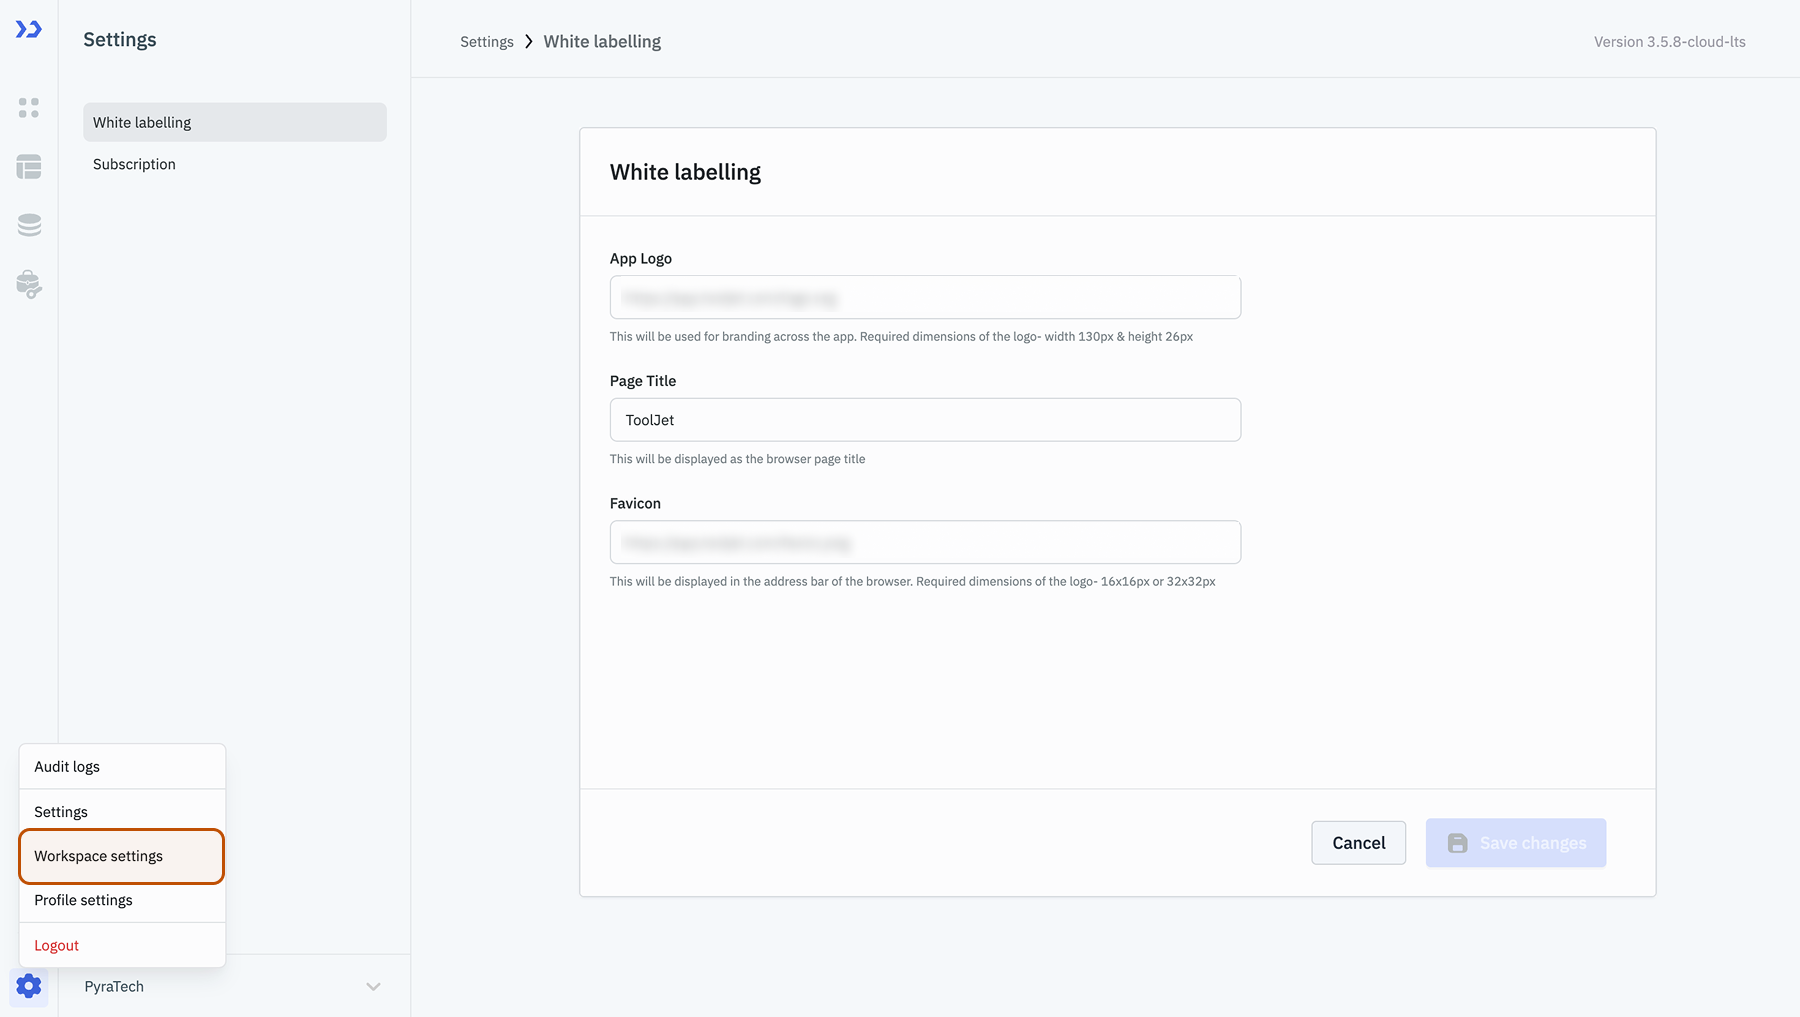 Settings
White labelling
Subscription
Settings > White labelling
Version 3.5.8-cloud-lts
White labelling
App Logo
This will be used for branding across the app. Required dimensions of the logo- width 130px & height 26px
Page Title
ToolJet
This will be displayed as the browser page title
Favicon
This will be displayed in the address bar of the browser. Required dimensions of the logo- 16x16px or 32x32px
Cancel
Save changes
Audit logs
Settings
Workspace settings
Profile settings
Logout
PyraTech